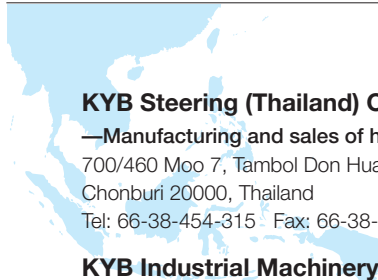 KYB Steering (Thailand) C
—Manufacturing and sales of h
700/460 Moo 7, Tambol Don Hua
Chonburi 20000, Thailand
Tel: 66-38-454-315 Fax: 66-38-
KYB Industrial Machinery